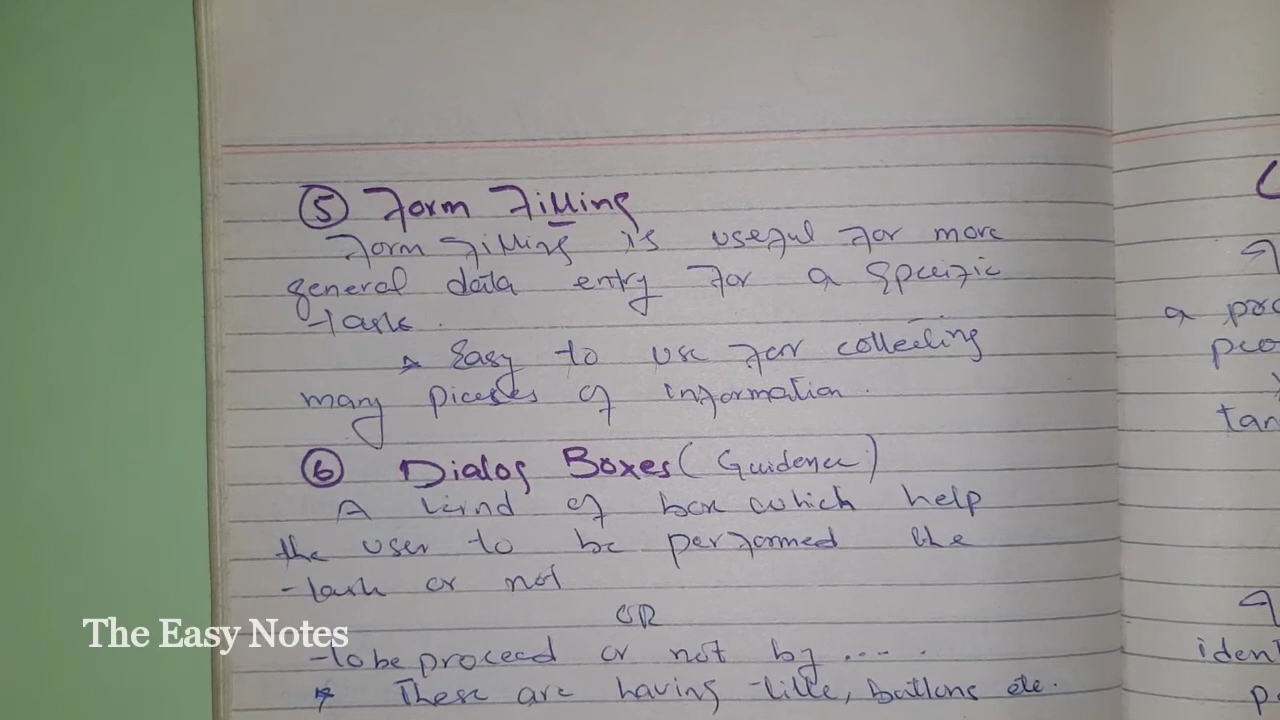 ⑤ Form Filling
Form Filling is useful for more
general data entry for a specific
task.
Easy to use for collecting
many pieces of information.
⑥ Dialog Boxes (Guidence)
A kind of box which help
the user to be performed the
task or not
OR
to be proceed or not by ....
* These are having title, buttons etc.
The Easy Notes
a
iden